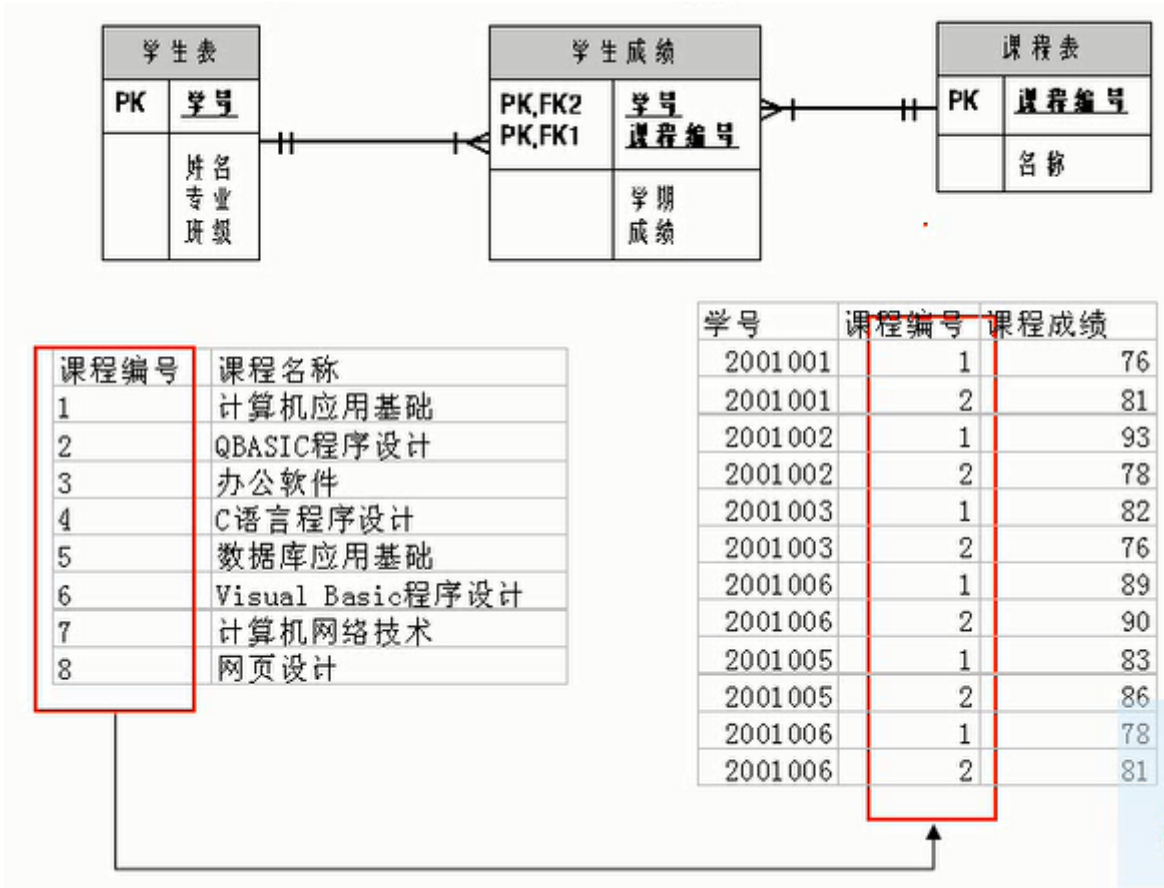 学生表
PK 学号
姓名
专业
班级
学生成绩
PK,FK2 学号
PK,FK1 课程编号
学期
成绩
课程表
PK 课程编号
名称
课程编号 课程名称
1 计算机应用基础
2 QBASIC程序设计
3 办公软件
4 C语言程序设计
5 数据库应用基础
6 Visual Basic程序设计
7 计算机网络技术
8 网页设计
学号 课程编号 课程成绩
2001001 1 76
2001001 2 81
2001002 1 93
2001002 2 78
2001003 1 82
2001003 2 76
2001006 1 89
2001006 2 90
2001005 1 83
2001005 2 86
2001006 1 78
2001006 2 81